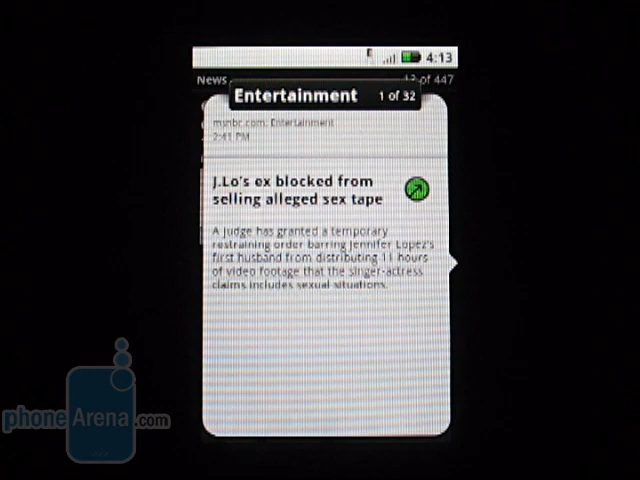 4:13
News 13 of 447
Entertainment 1 of 32
msnbc.com: Entertainment
2:41 PM
J.Lo's ex blocked from
selling alleged sex tape
A judge has granted a temporary
restraining order barring Jennifer Lopez's
first husband from distributing 11 hours
of video footage that the singer-actress
claims includes sexual situations.
phoneArena.com